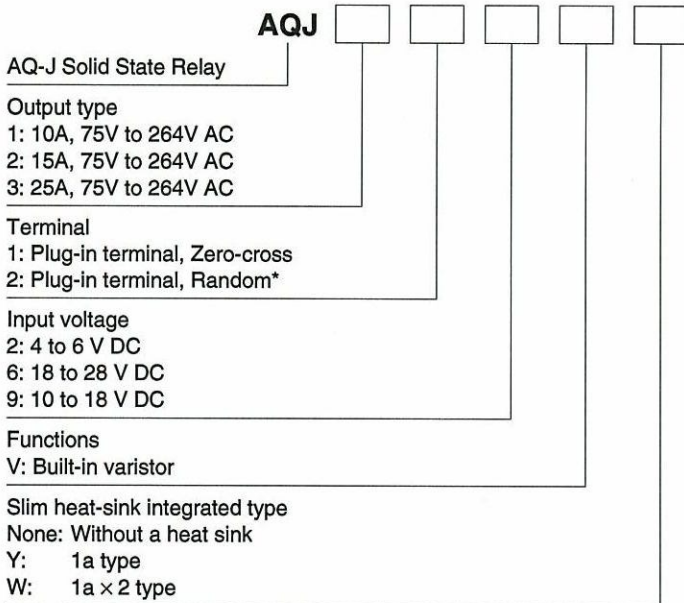 AQJ
AQ-J Solid State Relay
Output type
1: 10A, 75V to 264V AC
2: 15A, 75V to 264V AC
3: 25A, 75V to 264V AC
Terminal
1: Plug-in terminal, Zero-cross
2: Plug-in terminal, Random*
Input voltage
2: 4 to 6 V DC
6: 18 to 28 V DC
9: 10 to 18 V DC
Functions
V: Built-in varistor
Slim heat-sink integrated type
None: Without a heat sink
Y: 1a type
W: 1a × 2 type